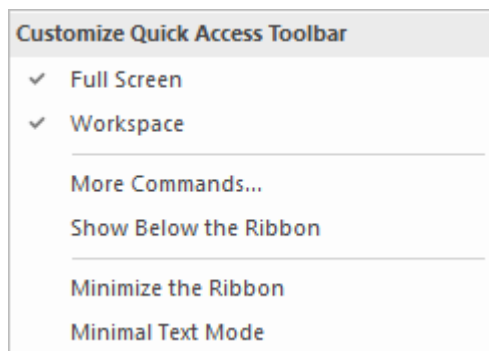 Customize Quick Access Toolbar
Full Screen
Workspace
More Commands...
Show Below the Ribbon
Minimize the Ribbon
Minimal Text Mode